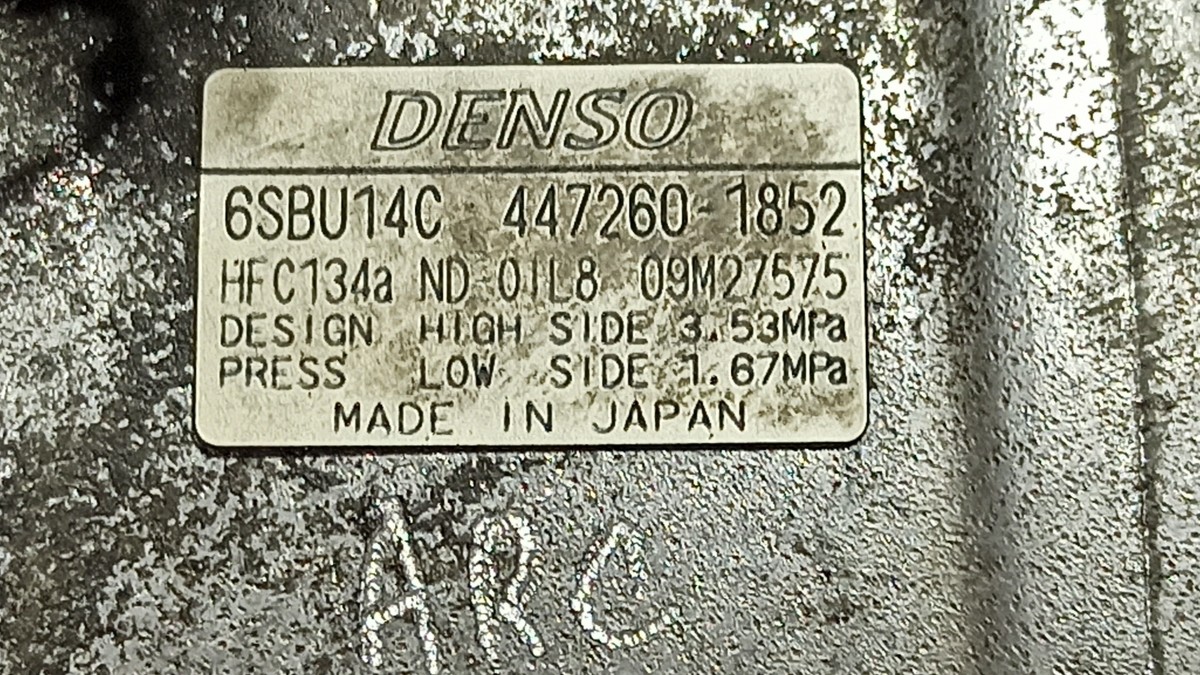 DENSO
6SBU14C 447260-1852
HFC134a ND-OIL8 09M27575
DESIGN HIGH SIDE 3.53MPa
PRESS LOW SIDE 1.67MPa
MADE IN JAPAN
ARC